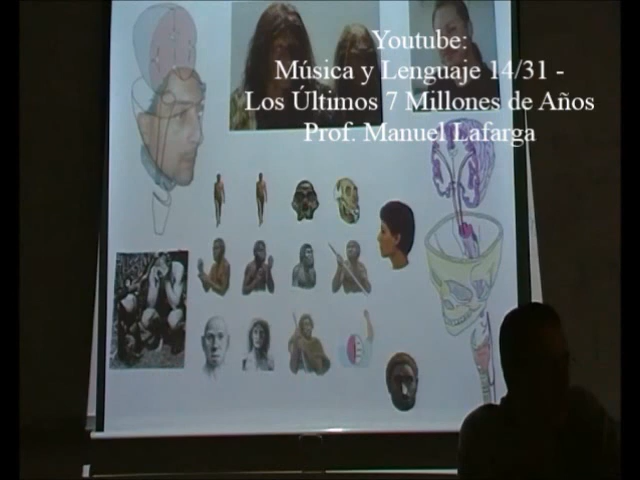 Youtube:
Música y Lenguaje 14/31 -
Los Últimos 7 Millones de Años
Prof. Manuel Lafarga